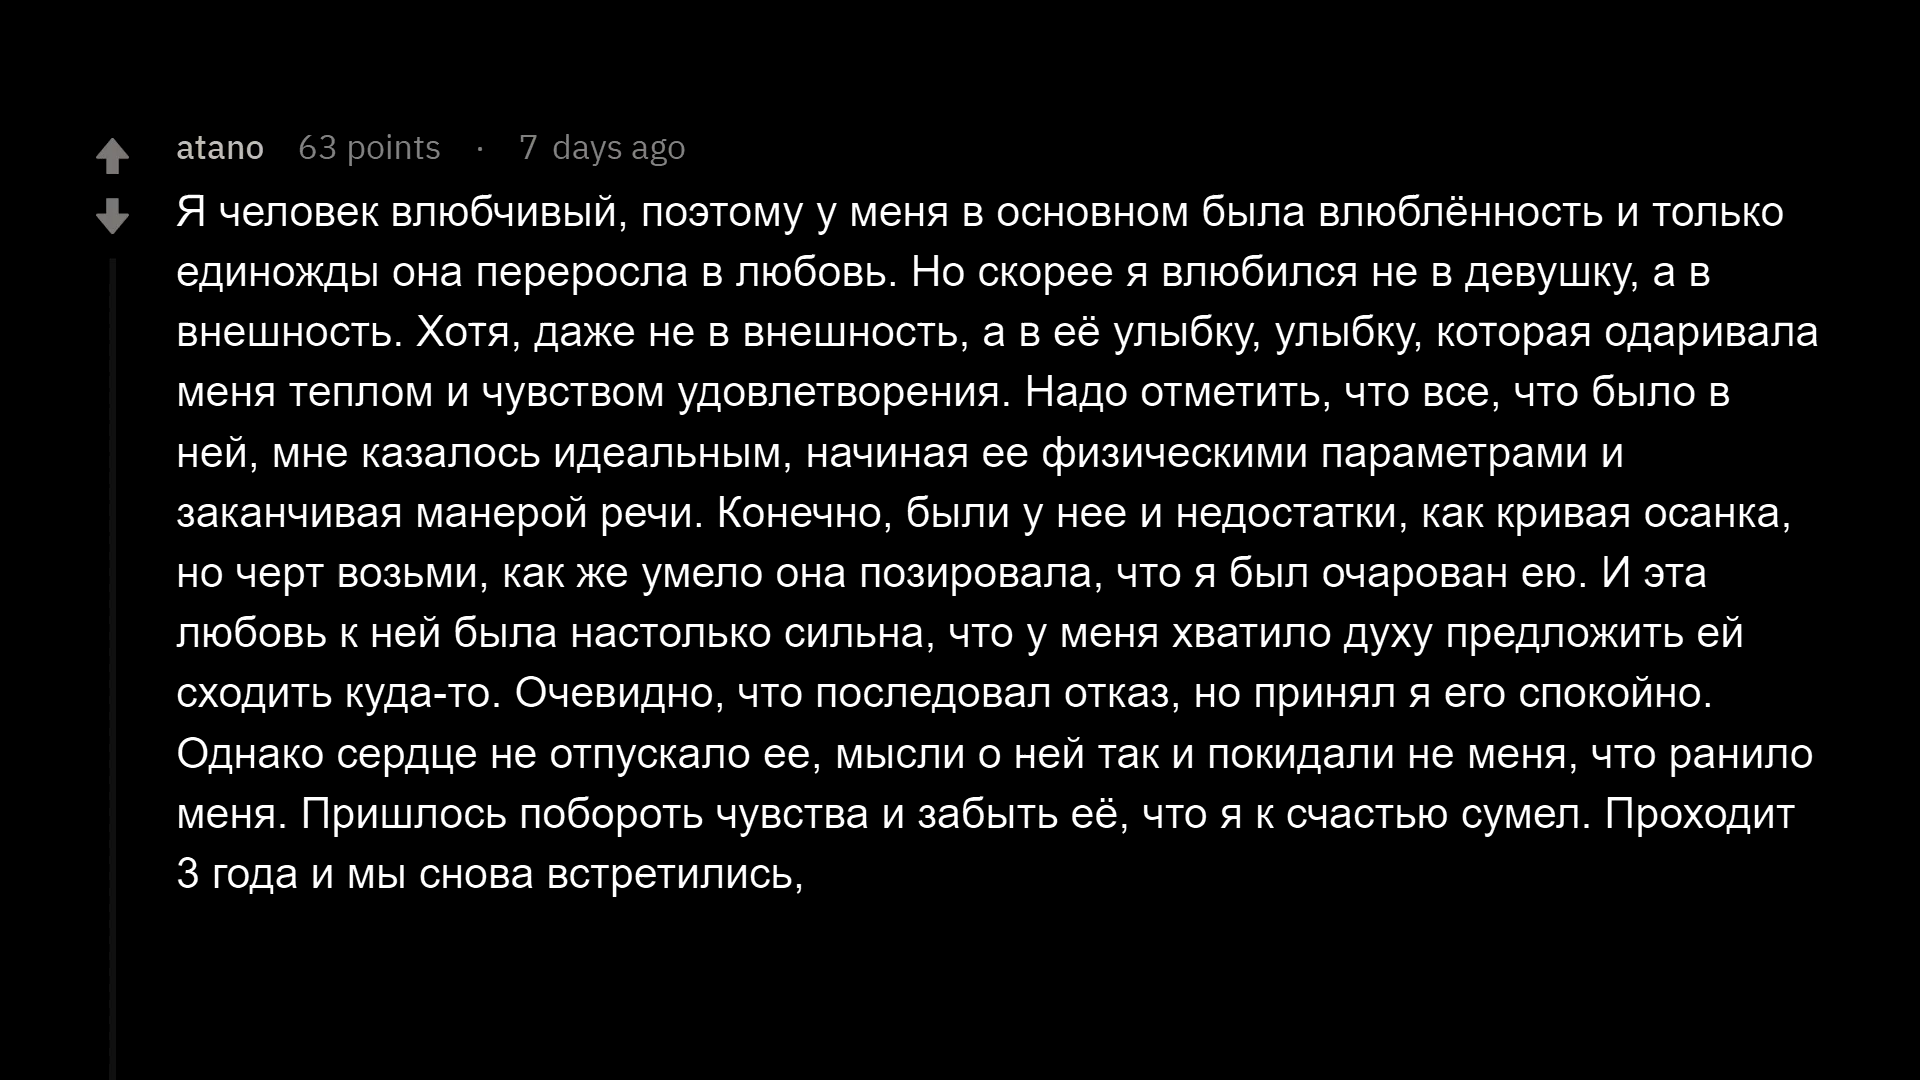 atano 63 points · 7 days ago
Я человек влюбчивый, поэтому у меня в основном была влюблённость и только
единожды она переросла в любовь. Но скорее я влюбился не в девушку, а в
внешность. Хотя, даже не в внешность, а в её улыбку, улыбку, которая одаривала
меня теплом и чувством удовлетворения. Надо отметить, что все, что было в
ней, мне казалось идеальным, начиная ее физическими параметрами и
заканчивая манерой речи. Конечно, были у нее и недостатки, как кривая осанка,
но черт возьми, как же умело она позировала, что я был очарован ею. И эта
любовь к ней была настолько сильна, что у меня хватило духу предложить ей
сходить куда-то. Очевидно, что последовал отказ, но принял я его спокойно.
Однако сердце не отпускало ее, мысли о ней так и покидали не меня, что ранило
меня. Пришлось побороть чувства и забыть её, что я к счастью сумел. Проходит
3 года и мы снова встретились,